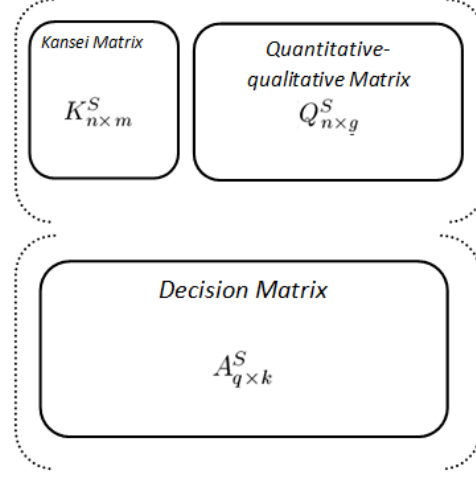 Kansei Matrix
Quantitative-
qualitative Matrix
K^S_{n×m}
Q^S_{n×g}
Decision Matrix
A^S_{q×k}